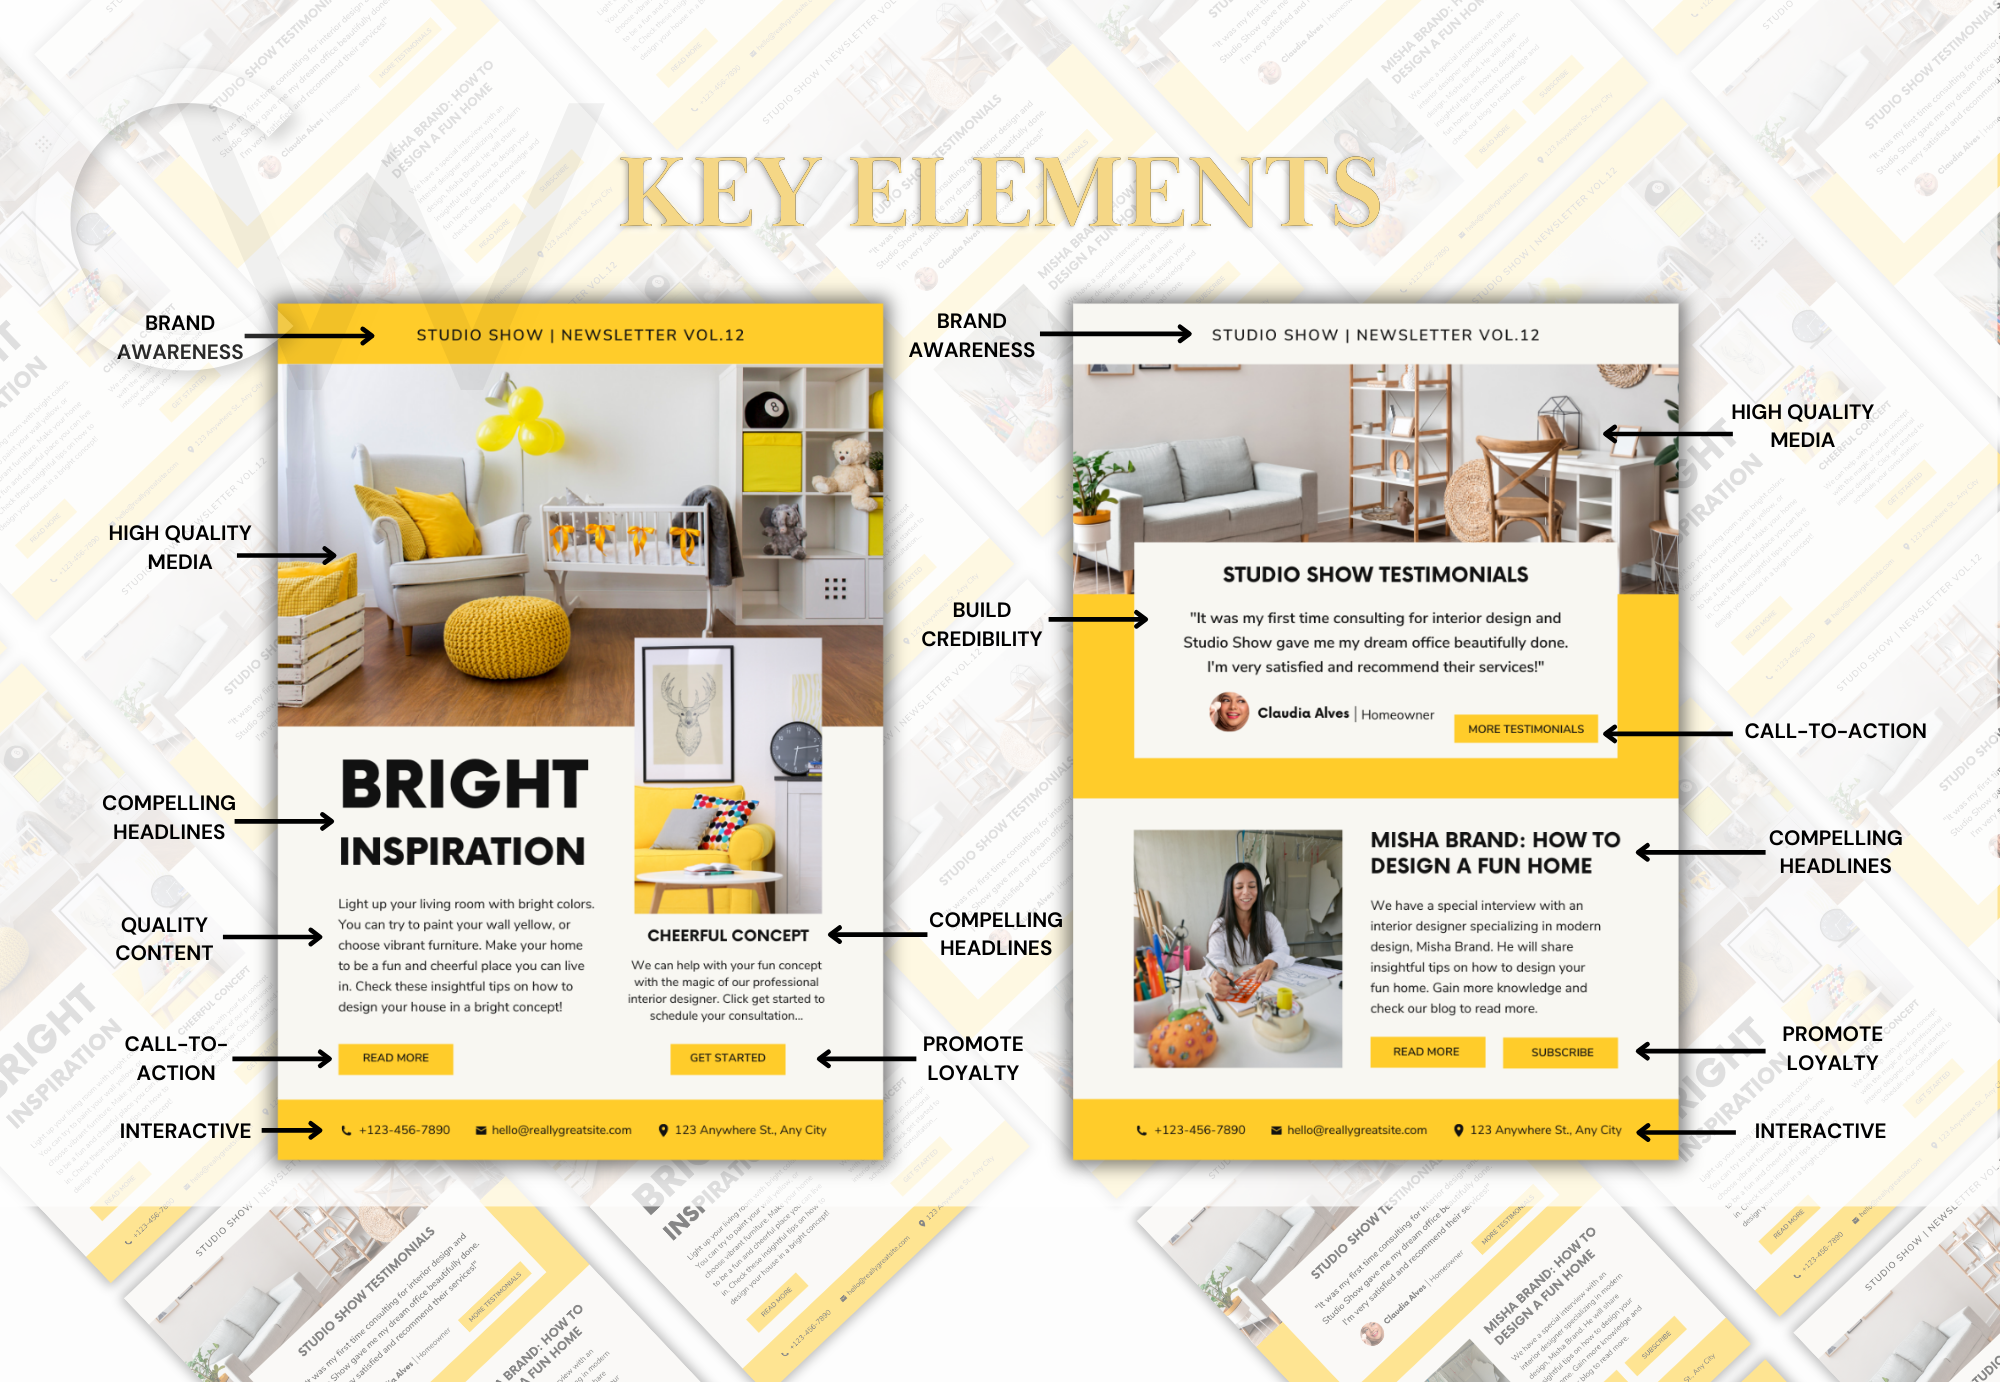 KEY ELEMENTS
BRAND
AWARENESS
HIGH QUALITY
MEDIA
COMPELLING
HEADLINES
QUALITY
CONTENT
CALL-TO-
ACTION
INTERACTIVE
STUDIO SHOW | NEWSLETTER VOL.12
BRIGHT
INSPIRATION
Light up your living room with bright colors.
You can try to paint your wall yellow, or
choose vibrant furniture. Make your home
to be a fun and cheerful place you can live
in. Check these insightful tips on how to
design your house in a bright concept!
READ MORE
CHEERFUL CONCEPT
We can help with your fun concept
with the magic of our professional
interior designer. Click get started to
schedule your consultation...
GET STARTED
+123-456-7890
hello@reallygreatsite.com
123 Anywhere St., Any City
COMPELLING
HEADLINES
PROMOTE
LOYALTY
BRAND
AWARENESS
BUILD
CREDIBILITY
STUDIO SHOW | NEWSLETTER VOL.12
STUDIO SHOW TESTIMONIALS
"It was my first time consulting for interior design and
Studio Show gave me my dream office beautifully done.
I'm very satisfied and recommend their services!"
Claudia Alves | Homeowner
MORE TESTIMONIALS
MISHA BRAND: HOW TO
DESIGN A FUN HOME
We have a special interview with an
interior designer specializing in modern
design, Misha Brand. He will share
insightful tips on how to design your
fun home. Gain more knowledge and
check our blog to read more.
READ MORE
SUBSCRIBE
+123-456-7890
hello@reallygreatsite.com
123 Anywhere St., Any City
HIGH QUALITY
MEDIA
CALL-TO-ACTION
COMPELLING
HEADLINES
PROMOTE
LOYALTY
INTERACTIVE